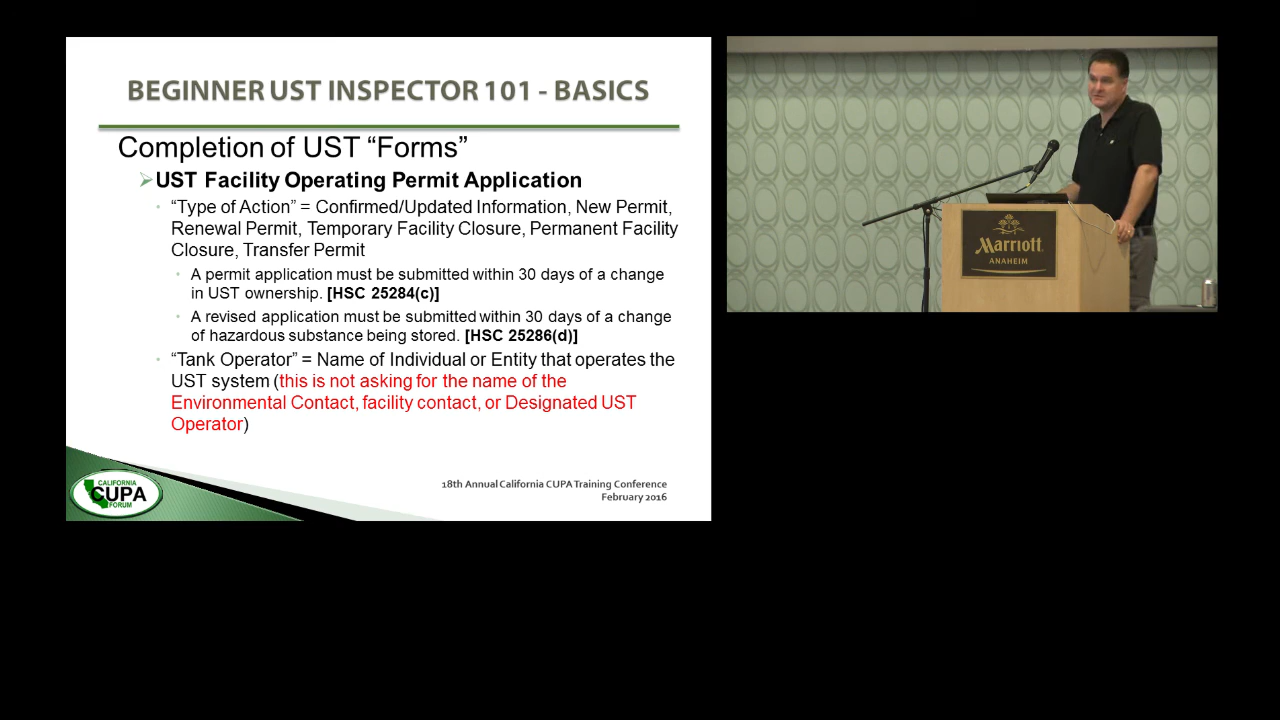 BEGINNER UST INSPECTOR 101 - BASICS
Completion of UST “Forms”
UST Facility Operating Permit Application
“Type of Action” = Confirmed/Updated Information, New Permit,
Renewal Permit, Temporary Facility Closure, Permanent Facility
Closure, Transfer Permit
A permit application must be submitted within 30 days of a change
in UST ownership. [HSC 25284(c)]
A revised application must be submitted within 30 days of a change
of hazardous substance being stored. [HSC 25286(d)]
“Tank Operator” = Name of Individual or Entity that operates the
UST system (this is not asking for the name of the
Environmental Contact, facility contact, or Designated UST
Operator)
18th Annual California CUPA Training Conference
February 2016
CALIFORNIA
CUPA
FORUM
Marriott
ANAHEIM